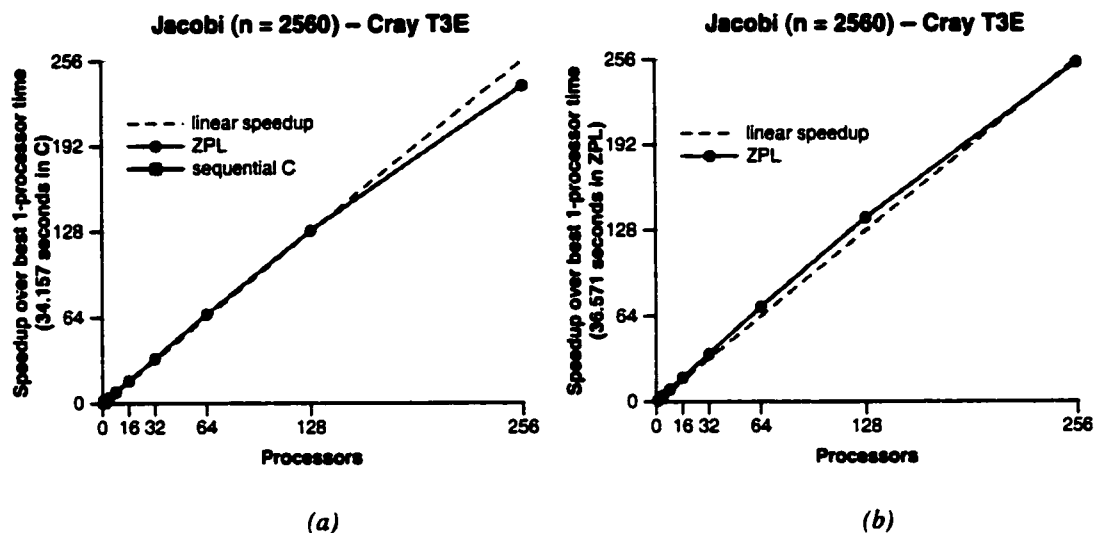 Jacobi (n = 2560) – Cray T3E
Speedup over best 1-processor time
(34.157 seconds in C)
256
192
128
64
0
linear speedup
ZPL
sequential C
0 16 32 64 128 256
Processors
(a)
Jacobi (n = 2560) – Cray T3E
Speedup over best 1-processor time
(36.571 seconds in ZPL)
256
192
128
64
0
linear speedup
ZPL
0 16 32 64 128 256
Processors
(b)